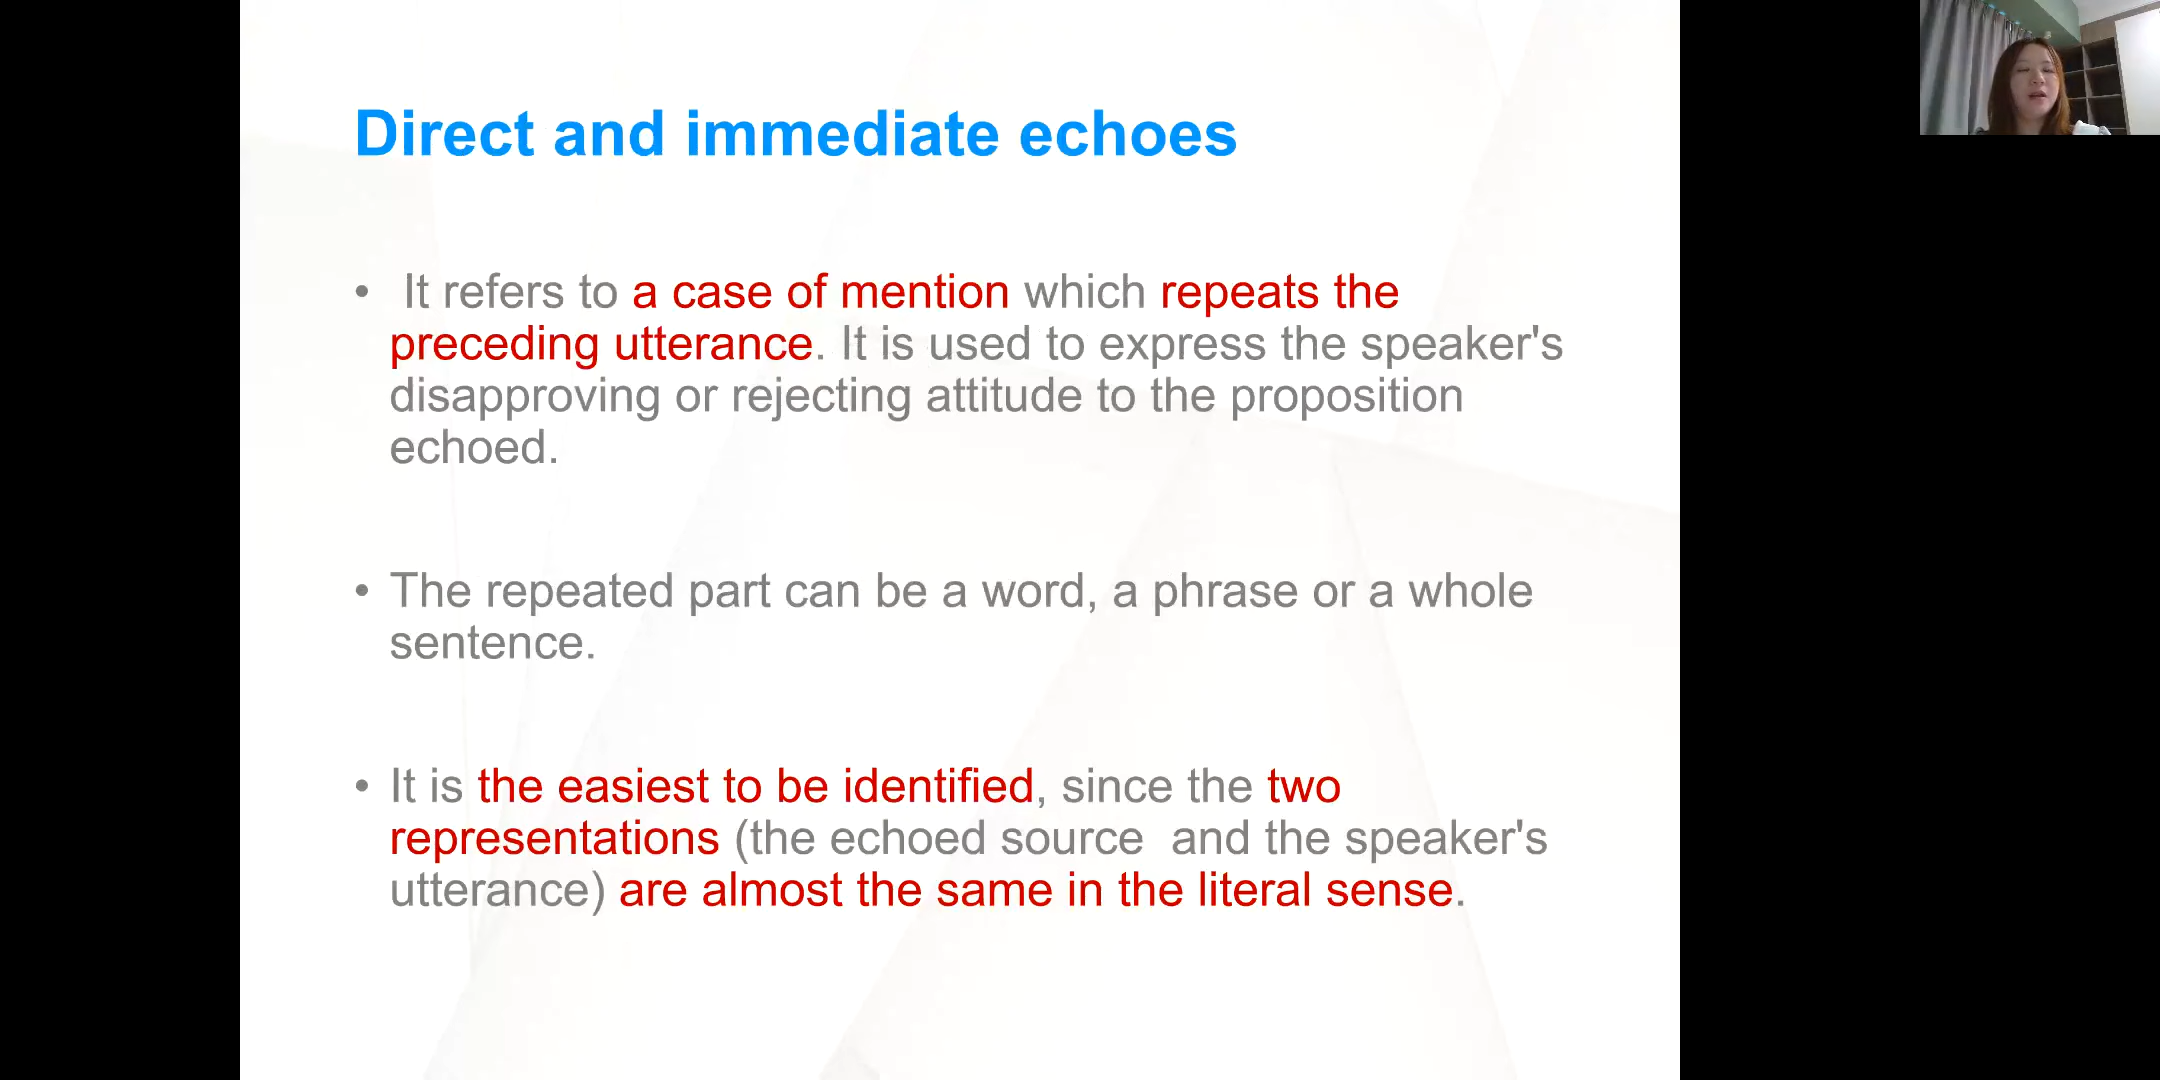 Direct and immediate echoes
• It refers to a case of mention which repeats the
preceding utterance. It is used to express the speaker's
disapproving or rejecting attitude to the proposition
echoed.
• The repeated part can be a word, a phrase or a whole
sentence.
• It is the easiest to be identified, since the two
representations (the echoed source and the speaker's
utterance) are almost the same in the literal sense.